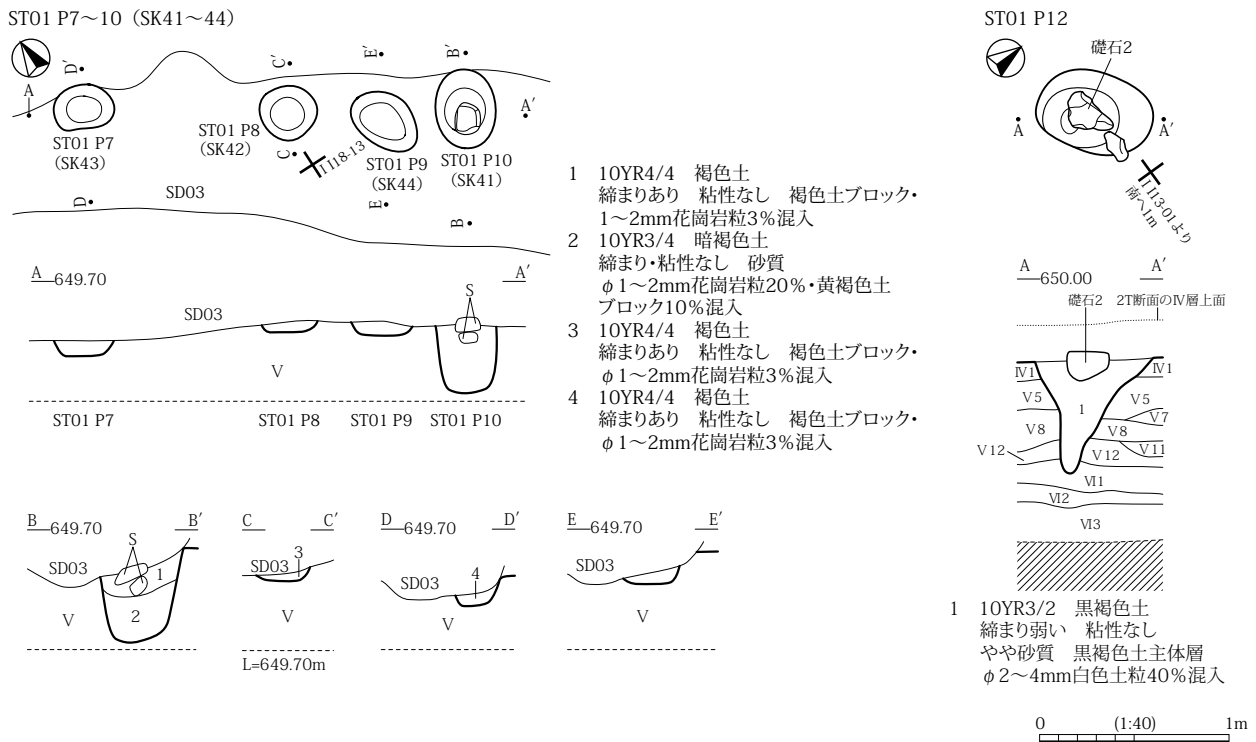 ST01 P7～10（SK41～44）
D′
C′
E′
B′
A
A′
ST01 P7
（SK43）
ST01 P8
（SK42）
C
I I18-13
ST01 P9
（SK44）
ST01 P10
（SK41）
D
SD03
E
B
A 649.70 A′
S
SD03
V
ST01 P7 ST01 P8 ST01 P9 ST01 P10
B 649.70 B′
S
SD03
1
2
V
C C′
3
SD03
V
L=649.70m
D 649.70 D′
4
SD03
V
E 649.70 E′
SD03
V
1 10YR4/4 褐色土
締まりあり 粘性なし 褐色土ブロック・
1～2mm花崗岩粒3％混入
2 10YR3/4 暗褐色土
締まり・粘性なし 砂質
φ1～2mm花崗岩粒20％・黄褐色土
ブロック10％混入
3 10YR4/4 褐色土
締まりあり 粘性なし 褐色土ブロック・
φ1～2mm花崗岩粒3％混入
4 10YR4/4 褐色土
締まりあり 粘性なし 褐色土ブロック・
φ1～2mm花崗岩粒3％混入
ST01 P12
礎石2
A
A′
I I13-01より
南へ1m
A 650.00 A′
礎石2 2T断面のⅣ層上面
Ⅳ1 Ⅳ1
V5 1 V5
V7
V8 V8
V12 V12 V11
Ⅵ1
Ⅵ2
Ⅵ3
1 10YR3/2 黒褐色土
締まり弱い 粘性なし
やや砂質 黒褐色土主体層
φ2～4mm白色土粒40％混入
0 (1:40) 1m